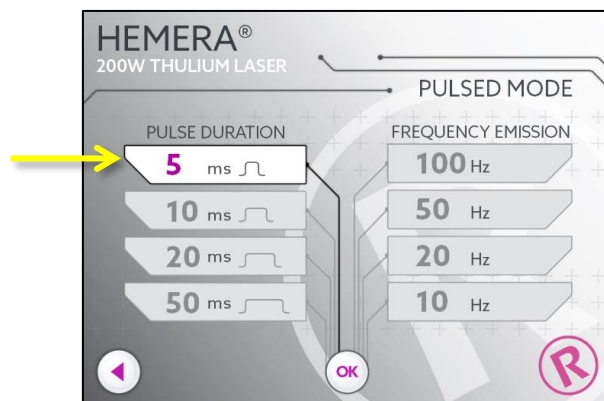 HEMERA®
200W THULIUM LASER
PULSED MODE
PULSE DURATION
5 ms
10 ms
20 ms
50 ms
FREQUENCY EMISSION
100 Hz
50 Hz
20 Hz
10 Hz
OK
R